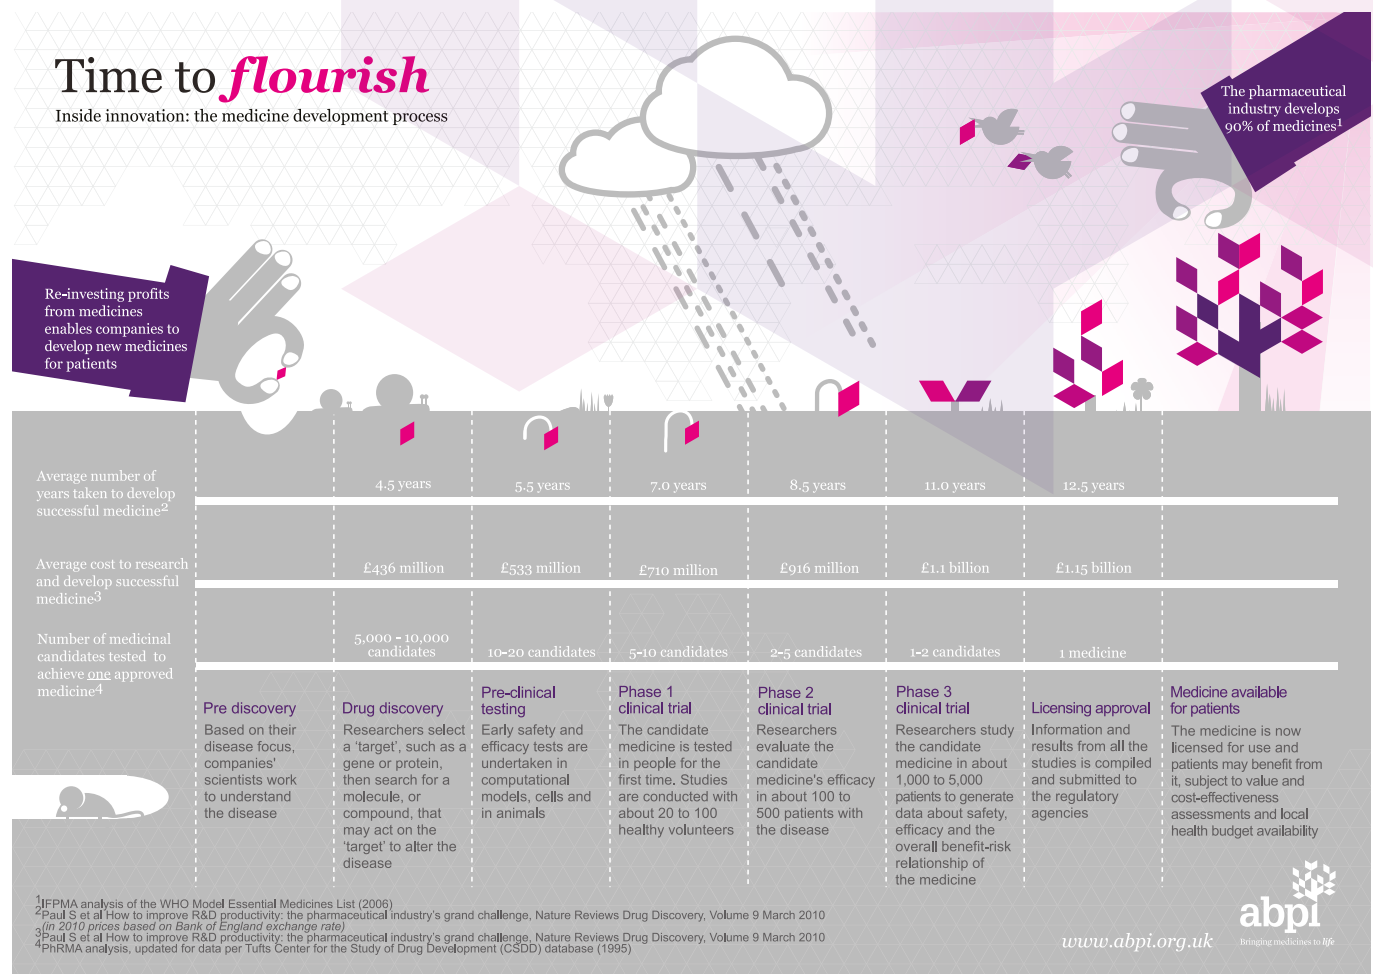 Time to flourish
Inside innovation: the medicine development process
The pharmaceutical
industry develops
90% of medicines1
Re-investing profits
from medicines
enables companies to
develop new medicines
for patients
Average number of
years taken to develop
successful medicine2
4.5 years
5.5 years
7.0 years
8.5 years
11.0 years
12.5 years
Average cost to research
and develop successful
medicine3
£436 million
£533 million
£710 million
£916 million
£1.1 billion
£1.15 billion
Number of medicinal
candidates tested to
achieve one approved
medicine4
5,000 - 10,000
candidates
10-20 candidates
5-10 candidates
2-5 candidates
1-2 candidates
1 medicine
Pre discovery
Based on their
disease focus,
companies'
scientists work
to understand
the disease
Drug discovery
Researchers select
a ‘target’, such as a
gene or protein,
then search for a
molecule, or
compound, that
may act on the
‘target’ to alter the
disease
Pre-clinical
testing
Early safety and
efficacy tests are
undertaken in
computational
models, cells and
in animals
Phase 1
clinical trial
The candidate
medicine is tested
in people for the
first time. Studies
are conducted with
about 20 to 100
healthy volunteers
Phase 2
clinical trial
Researchers
evaluate the
candidate
medicine's efficacy
in about 100 to
500 patients with
the disease
Phase 3
clinical trial
Researchers study
the candidate
medicine in about
1,000 to 5,000
patients to generate
data about safety,
efficacy and the
overall benefit-risk
relationship of
the medicine
Licensing approval
Information and
results from all the
studies is compiled
and submitted to
the regulatory
agencies
Medicine available
for patients
The medicine is now
licensed for use and
patients may benefit from
it, subject to value and
cost-effectiveness
assessments and local
health budget availability
1IFPMA analysis of the WHO Model Essential Medicines List (2006)
2Paul S et al How to improve R&D productivity: the pharmaceutical industry’s grand challenge, Nature Reviews Drug Discovery, Volume 9 March 2010
(in 2010 prices based on Bank of England exchange rate)
3Paul S et al How to improve R&D productivity: the pharmaceutical industry’s grand challenge, Nature Reviews Drug Discovery, Volume 9 March 2010
4PhRMA analysis, updated for data per Tufts Center for the Study of Drug Development (CSDD) database (1995)
www.abpi.org.uk
abpi
Bringing medicines to life